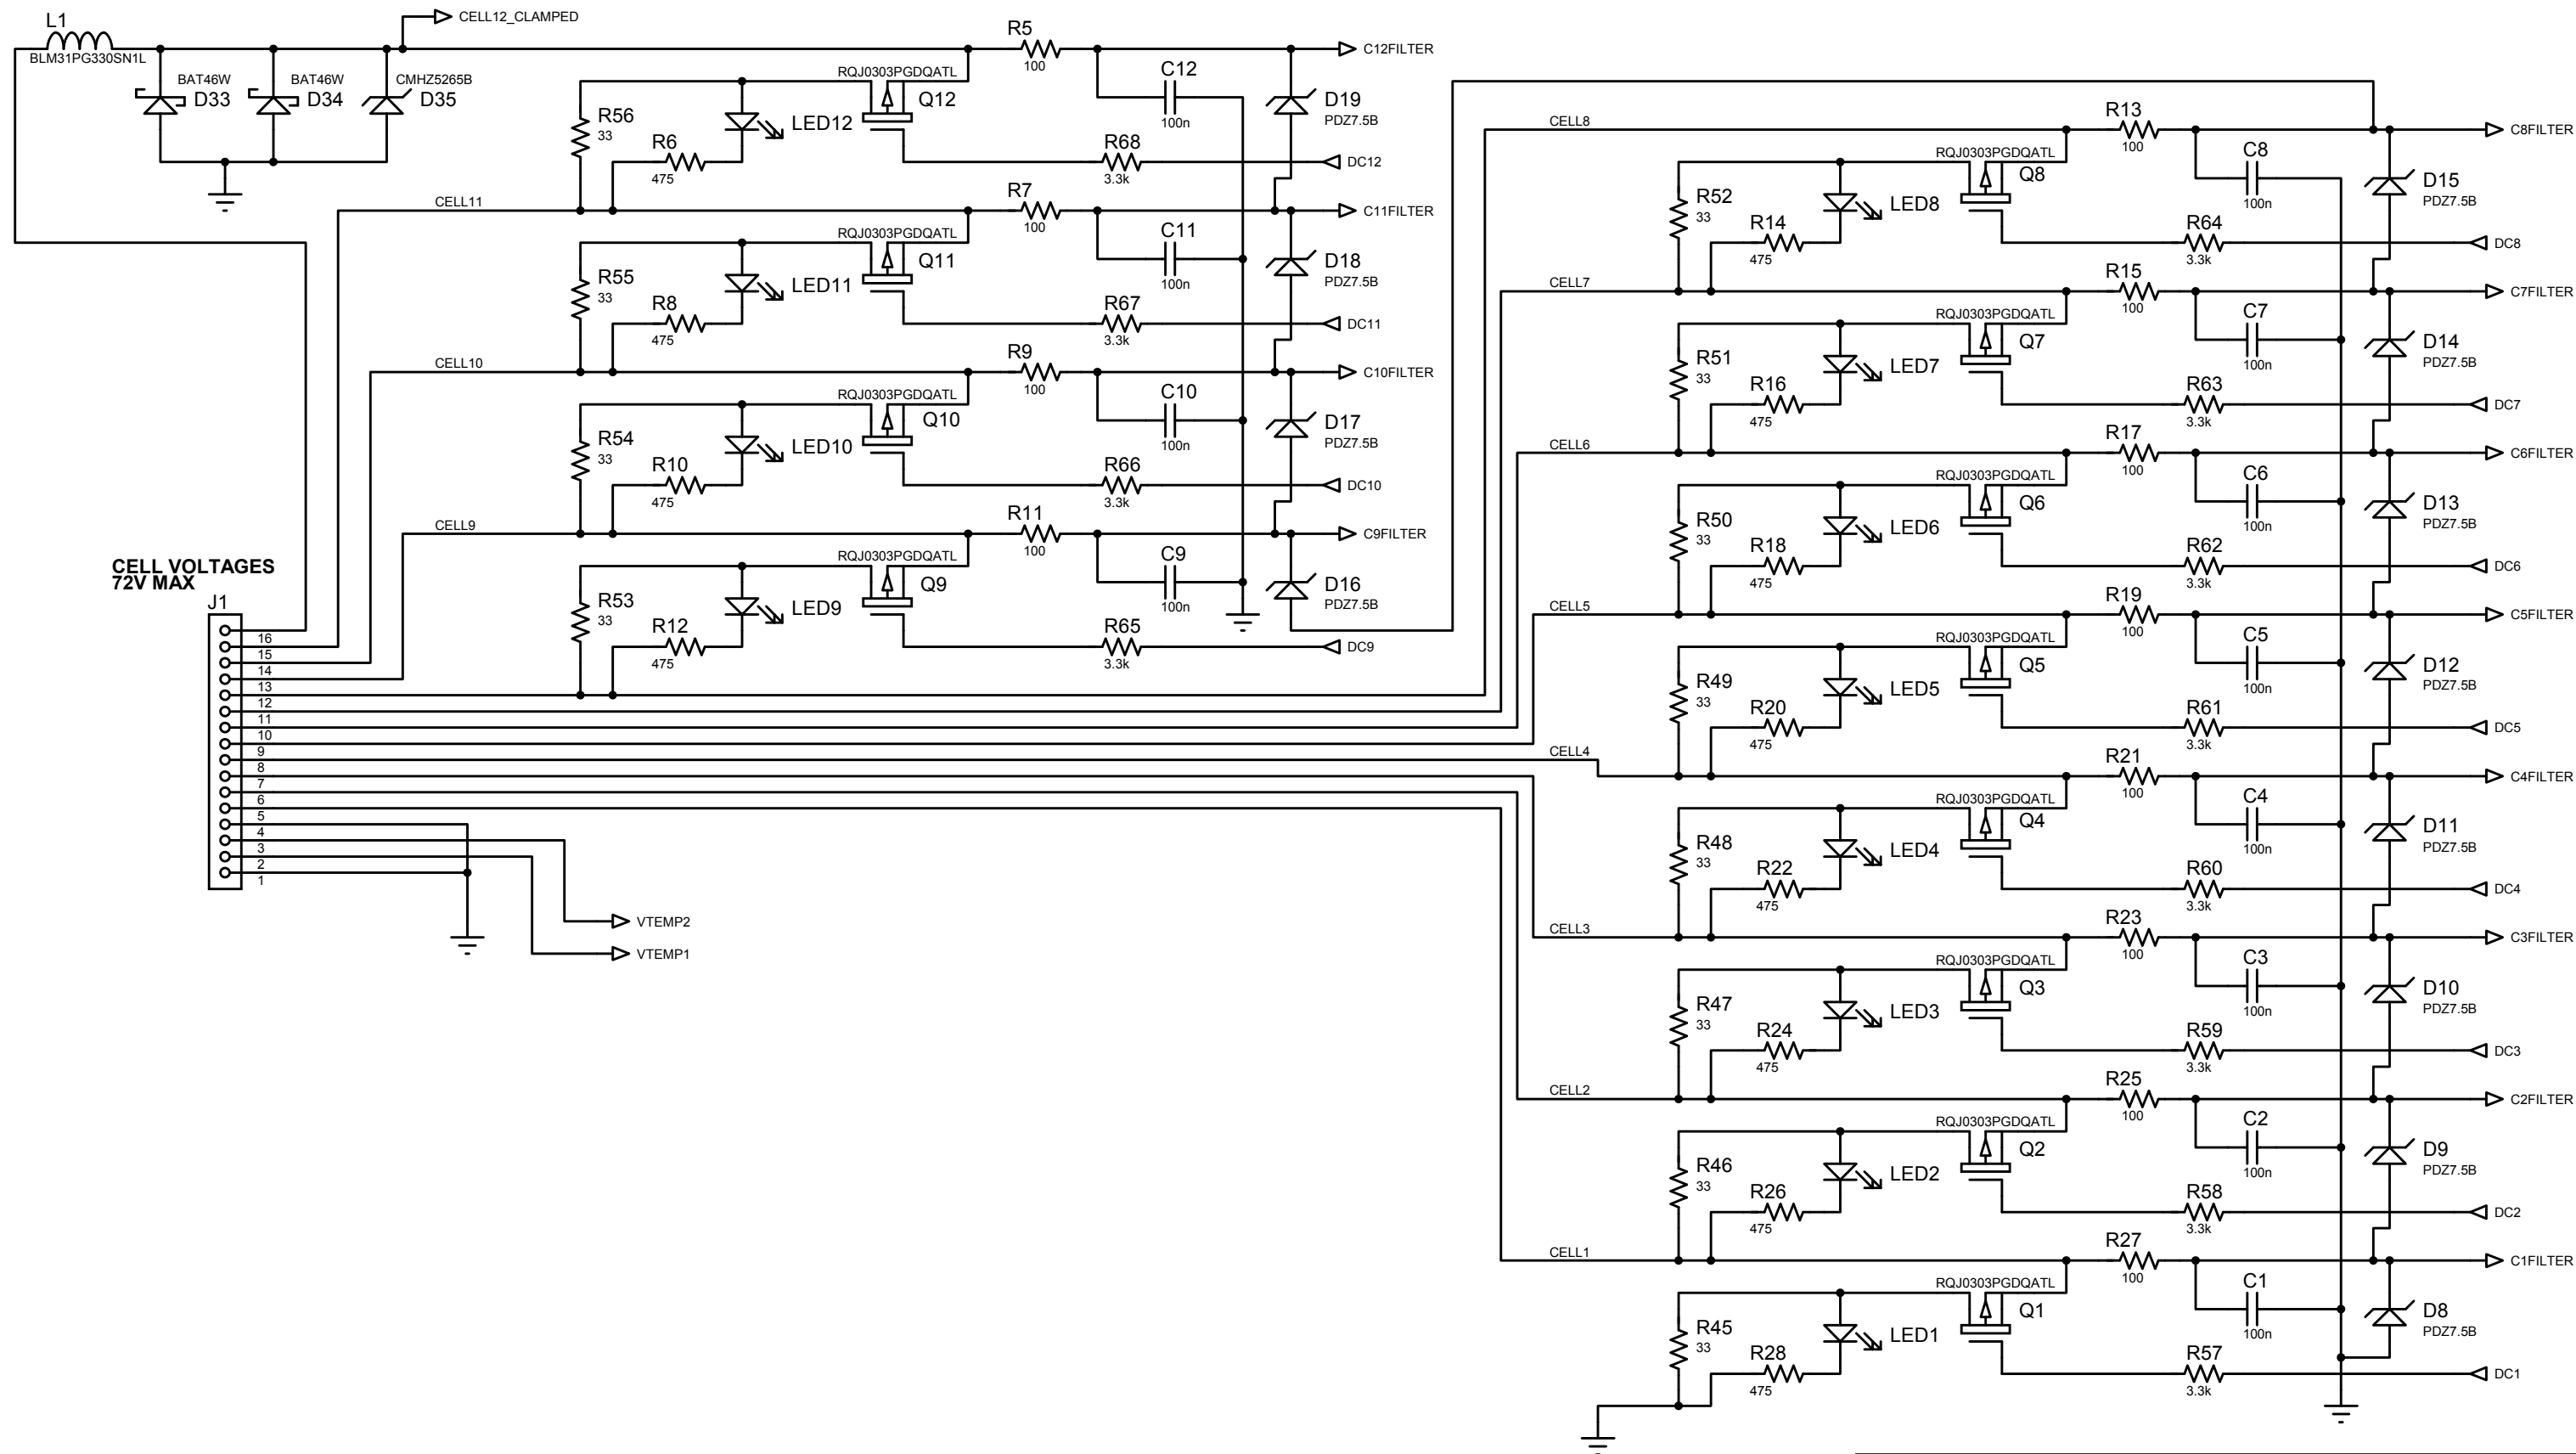 L1
BLM31PG330SN1L
CELL12_CLAMPED
BAT46W
D33
BAT46W
D34
CMHZ5265B
D35
R5
100
C12FILTER
RQJ0303PGDQATL
Q12
C12
100n
D19
PDZ7.5B
R56
33
R6
475
LED12
R68
3.3k
DC12
CELL11
R7
100
C11FILTER
RQJ0303PGDQATL
Q11
C11
100n
D18
PDZ7.5B
R55
33
R8
475
LED11
R67
3.3k
DC11
CELL10
R9
100
C10FILTER
RQJ0303PGDQATL
Q10
C10
100n
D17
PDZ7.5B
R54
33
R10
475
LED10
R66
3.3k
DC10
CELL9
R11
100
C9FILTER
RQJ0303PGDQATL
Q9
C9
100n
D16
PDZ7.5B
R53
33
R12
475
LED9
R65
3.3k
DC9
CELL VOLTAGES
72V MAX
J1
16
15
14
13
12
11
10
9
8
7
6
5
4
3
2
1
VTEMP2
VTEMP1
CELL8
R13
100
C8FILTER
RQJ0303PGDQATL
Q8
C8
100n
D15
PDZ7.5B
R52
33
R14
475
LED8
R64
3.3k
DC8
CELL7
R15
100
C7FILTER
RQJ0303PGDQATL
Q7
C7
100n
D14
PDZ7.5B
R51
33
R16
475
LED7
R63
3.3k
DC7
CELL6
R17
100
C6FILTER
RQJ0303PGDQATL
Q6
C6
100n
D13
PDZ7.5B
R50
33
R18
475
LED6
R62
3.3k
DC6
CELL5
R19
100
C5FILTER
RQJ0303PGDQATL
Q5
C5
100n
D12
PDZ7.5B
R49
33
R20
475
LED5
R61
3.3k
DC5
CELL4
R21
100
C4FILTER
RQJ0303PGDQATL
Q4
C4
100n
D11
PDZ7.5B
R48
33
R22
475
LED4
R60
3.3k
DC4
CELL3
R23
100
C3FILTER
RQJ0303PGDQATL
Q3
C3
100n
D10
PDZ7.5B
R47
33
R24
475
LED3
R59
3.3k
DC3
CELL2
R25
100
C2FILTER
RQJ0303PGDQATL
Q2
C2
100n
D9
PDZ7.5B
R46
33
R26
475
LED2
R58
3.3k
DC2
CELL1
R27
100
C1FILTER
RQJ0303PGDQATL
Q1
C1
100n
D8
PDZ7.5B
R45
33
R28
475
LED1
R57
3.3k
DC1